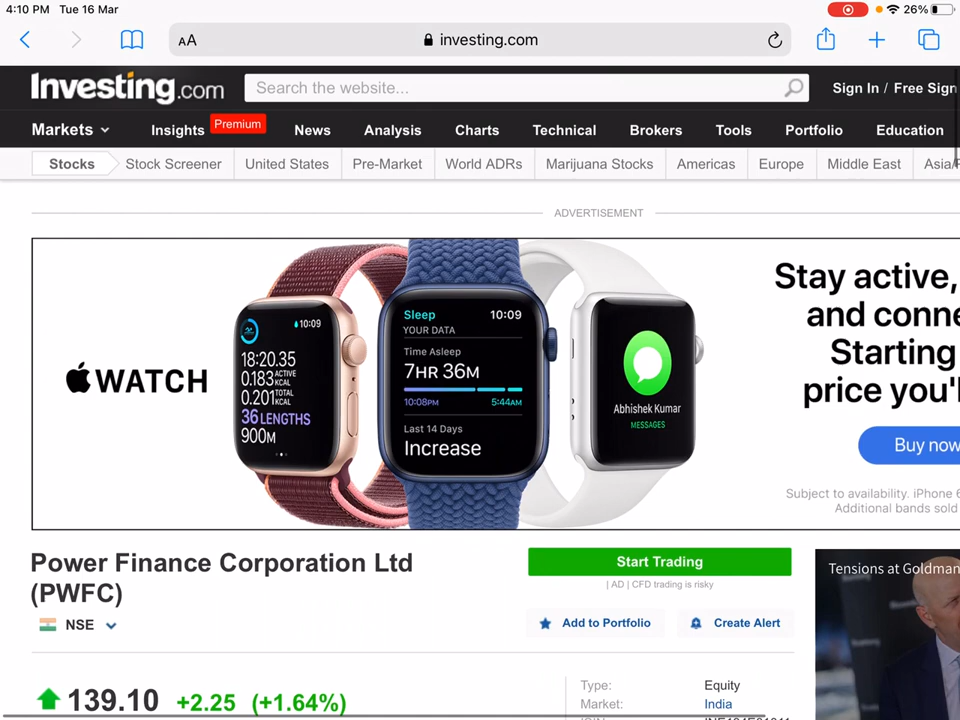 4:10 PM Tue 16 Mar 26%
AA investing.com
Investing.com Search the website... Sign In / Free Sign
Markets Insights Premium News Analysis Charts Technical Brokers Tools Portfolio Education
Stocks Stock Screener United States Pre-Market World ADRs Marijuana Stocks Americas Europe Middle East Asia/
ADVERTISEMENT
WATCH
10:09
18:20.35
0.183 ACTIVE KCAL
0.201 TOTAL KCAL
36 LENGTHS
900M
Sleep 10:09
YOUR DATA
Time Asleep
7HR 36M
10:08PM 5:44AM
Last 14 Days
Increase
Abhishek Kumar
MESSAGES
Stay active,
and conne
Starting
price you'l
Buy now
Subject to availability. iPhone 6
Additional bands sold
Power Finance Corporation Ltd
(PWFC)
NSE
Start Trading
| AD | CFD trading is risky
Add to Portfolio Create Alert
Tensions at Goldman
139.10 +2.25 (+1.64%)
Type: Equity
Market: India